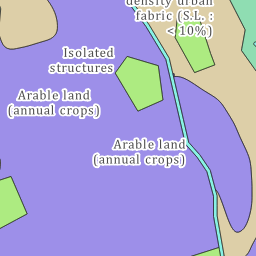 density urban
fabric (S.L. :
< 10%)
Isolated
structures
Arable land
(annual crops)
Arable land
(annual crops)